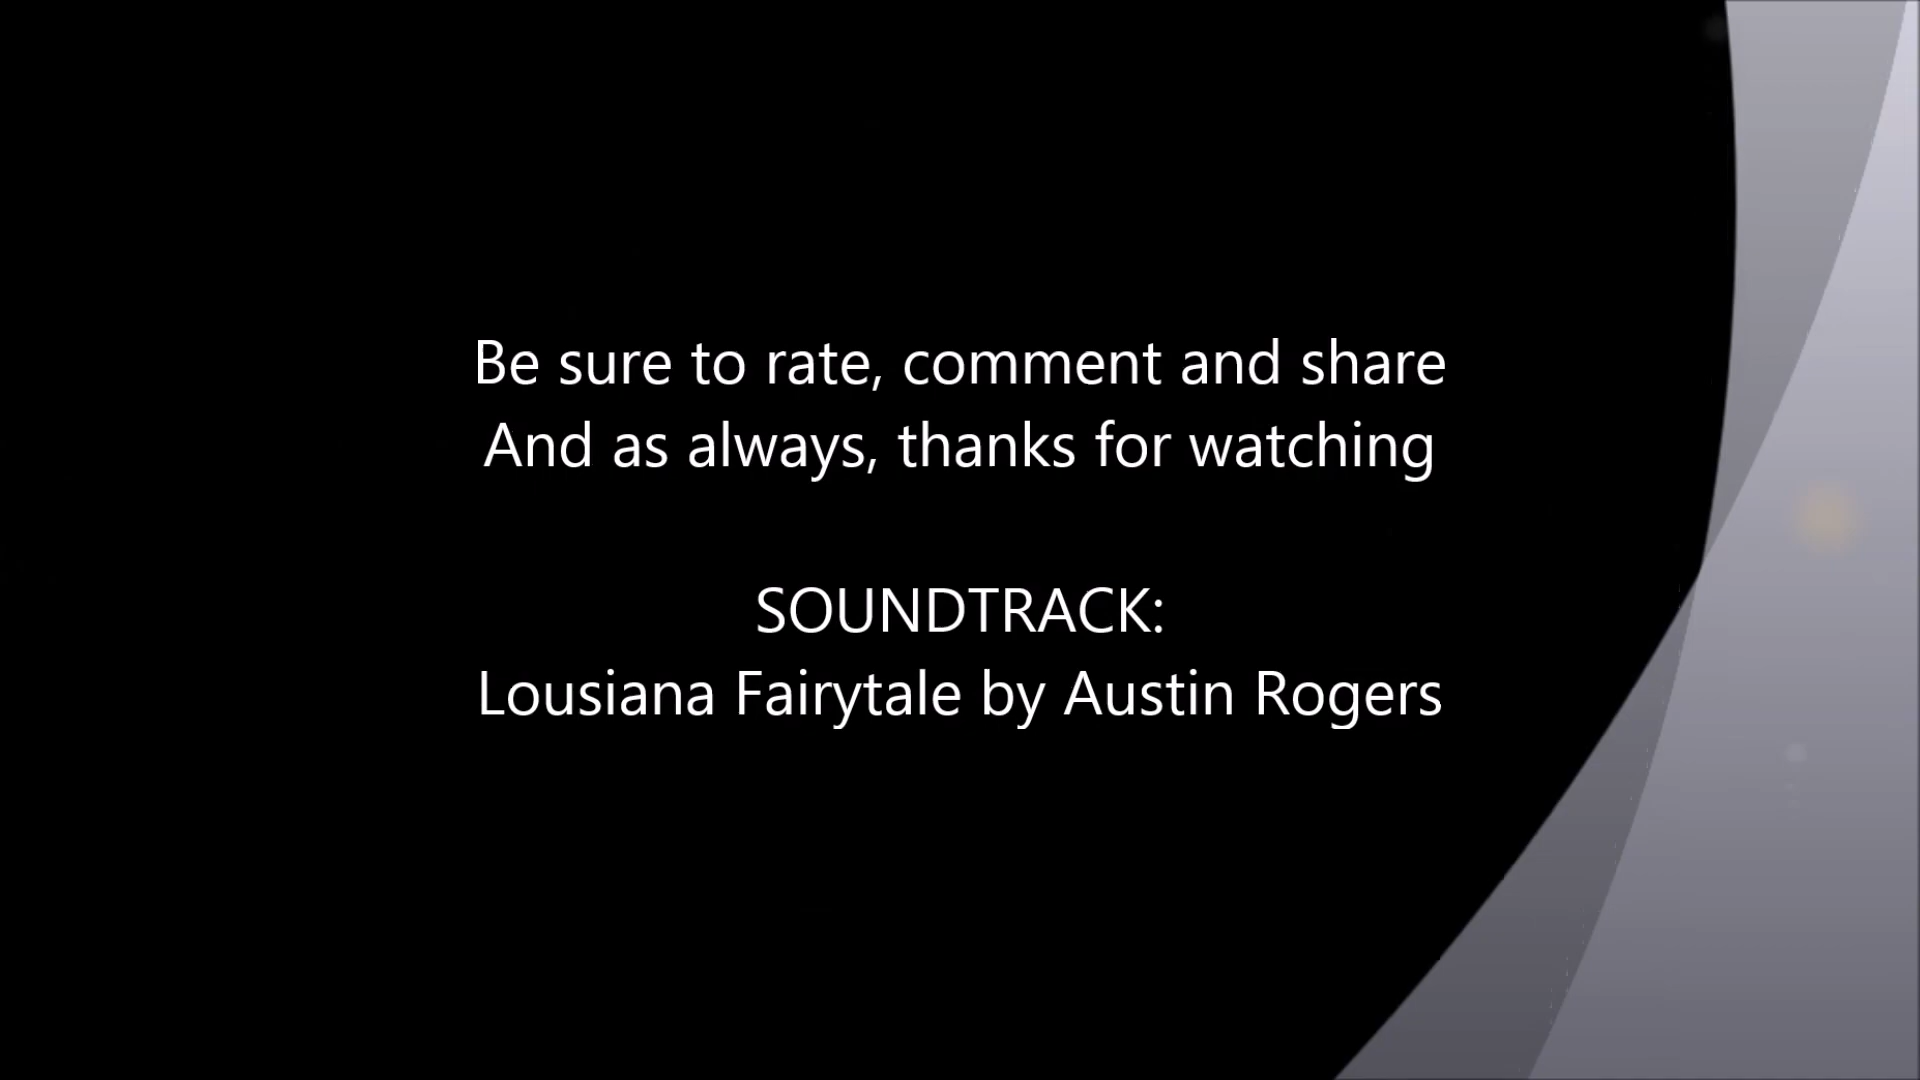 Be sure to rate, comment and share
And as always, thanks for watching
SOUNDTRACK:
Lousiana Fairytale by Austin Rogers